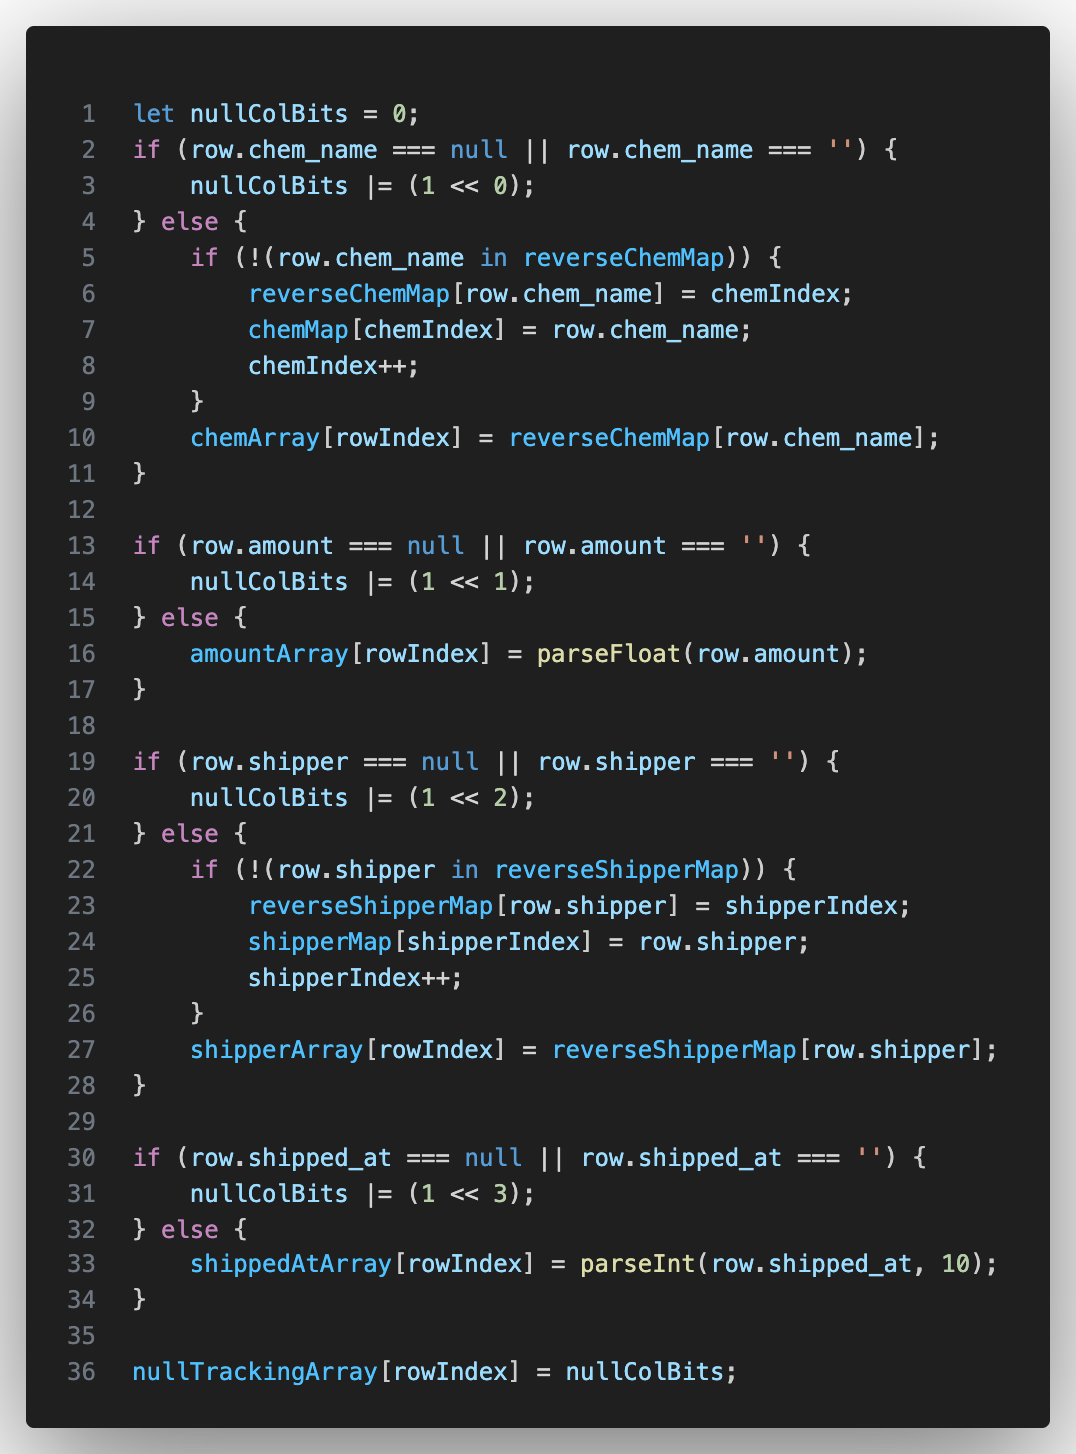 1 let nullColBits = 0;
2 if (row.chem_name === null || row.chem_name === '') {
3     nullColBits |= (1 << 0);
4 } else {
5     if (!(row.chem_name in reverseChemMap)) {
6         reverseChemMap[row.chem_name] = chemIndex;
7         chemMap[chemIndex] = row.chem_name;
8         chemIndex++;
9     }
10     chemArray[rowIndex] = reverseChemMap[row.chem_name];
11 }
12
13 if (row.amount === null || row.amount === '') {
14     nullColBits |= (1 << 1);
15 } else {
16     amountArray[rowIndex] = parseFloat(row.amount);
17 }
18
19 if (row.shipper === null || row.shipper === '') {
20     nullColBits |= (1 << 2);
21 } else {
22     if (!(row.shipper in reverseShipperMap)) {
23         reverseShipperMap[row.shipper] = shipperIndex;
24         shipperMap[shipperIndex] = row.shipper;
25         shipperIndex++;
26     }
27     shipperArray[rowIndex] = reverseShipperMap[row.shipper];
28 }
29
30 if (row.shipped_at === null || row.shipped_at === '') {
31     nullColBits |= (1 << 3);
32 } else {
33     shippedAtArray[rowIndex] = parseInt(row.shipped_at, 10);
34 }
35
36 nullTrackingArray[rowIndex] = nullColBits;